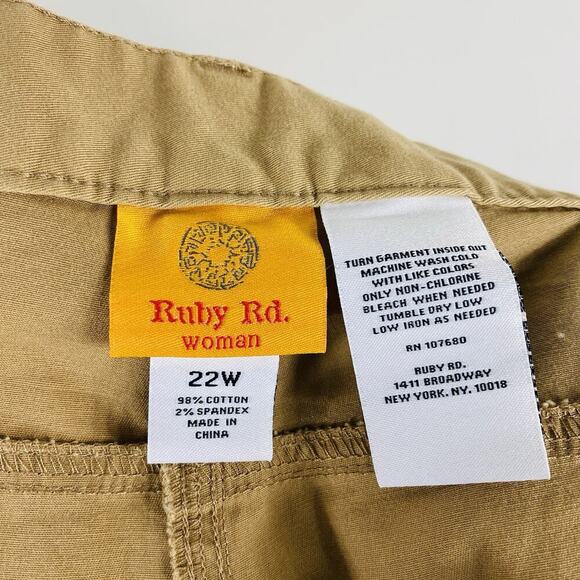 Ruby Rd.
woman
22W
98% COTTON
2% SPANDEX
MADE IN
CHINA
TURN GARMENT INSIDE OUT
MACHINE WASH COLD
WITH LIKE COLORS
ONLY NON-CHLORINE
BLEACH WHEN NEEDED
TUMBLE DRY LOW
LOW IRON AS NEEDED
RN 107680
RUBY RD.
1411 BROADWAY
NEW YORK. NY. 10018